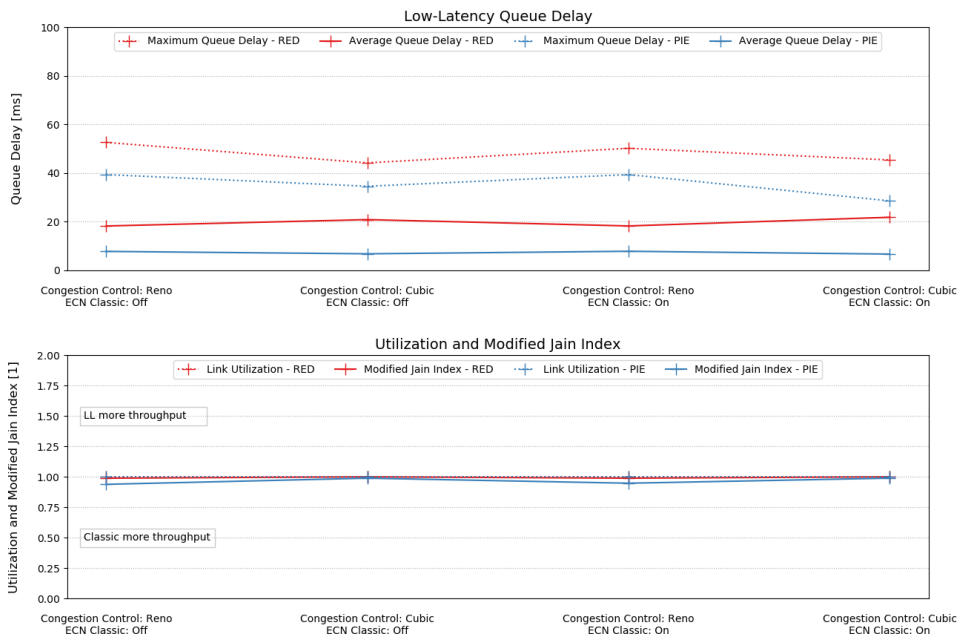 Low-Latency Queue Delay
Maximum Queue Delay - RED Average Queue Delay - RED Maximum Queue Delay - PIE Average Queue Delay - PIE
Queue Delay [ms]
100
80
60
40
20
0
Congestion Control: Reno Congestion Control: Cubic Congestion Control: Reno Congestion Control: Cubic
ECN Classic: Off ECN Classic: Off ECN Classic: On ECN Classic: On
Utilization and Modified Jain Index
Link Utilization - RED Modified Jain Index - RED Link Utilization - PIE Modified Jain Index - PIE
Utilization and Modified Jain Index [1]
2.00
1.75
1.50
LL more throughput
1.25
1.00
0.75
0.50
Classic more throughput
0.25
0.00
Congestion Control: Reno Congestion Control: Cubic Congestion Control: Reno Congestion Control: Cubic
ECN Classic: Off ECN Classic: Off ECN Classic: On ECN Classic: On